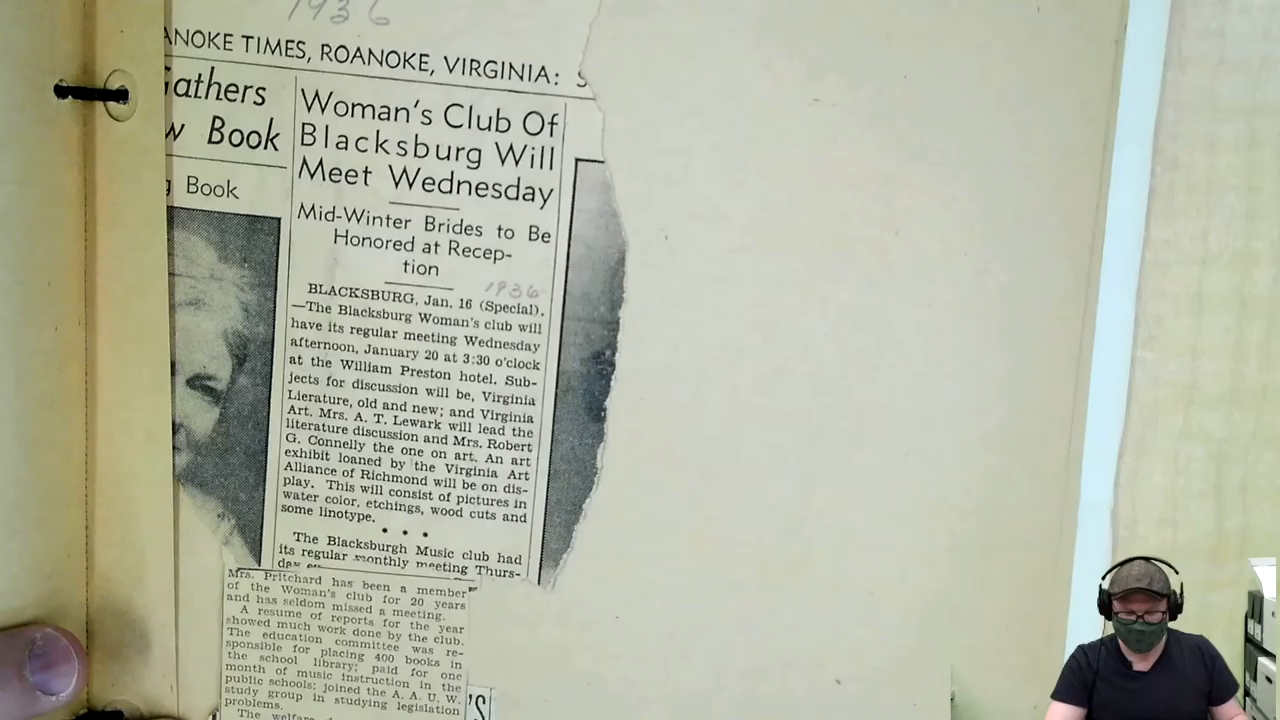 1936
ANOKE TIMES, ROANOKE, VIRGINIA: S
Gathers
w Book
g Book
Woman's Club Of
Blacksburg Will
Meet Wednesday
Mid-Winter Brides to Be
Honored at Recep-
tion
1936
BLACKSBURG, Jan. 16 (Special).
—The Blacksburg Woman's club will
have its regular meeting Wednesday
afternoon, January 20 at 3:30 o'clock
at the William Preston hotel. Sub-
jects for discussion will be, Virginia
Lierature, old and new; and Virginia
Art. Mrs. A. T. Lewark will lead the
literature discussion and Mrs. Robert
G. Connelly the one on art. An art
exhibit loaned by the Virginia Art
Alliance of Richmond will be on dis-
play. This will consist of pictures in
water color, etchings, wood cuts and
some linotype.
• • •
The Blacksburgh Music club had
its regular monthly meeting Thurs-
day
Mrs. Pritchard has been a member
of the Woman's club for 20 years
and has seldom missed a meeting.
A resume of reports for the year
showed much work done by the club.
The education committee was re-
sponsible for placing 400 books in
the school library; paid for one
month of music instruction in the
public schools; joined the A. A. U. W.
study group in studying legislation
problems.
The welfare
'S